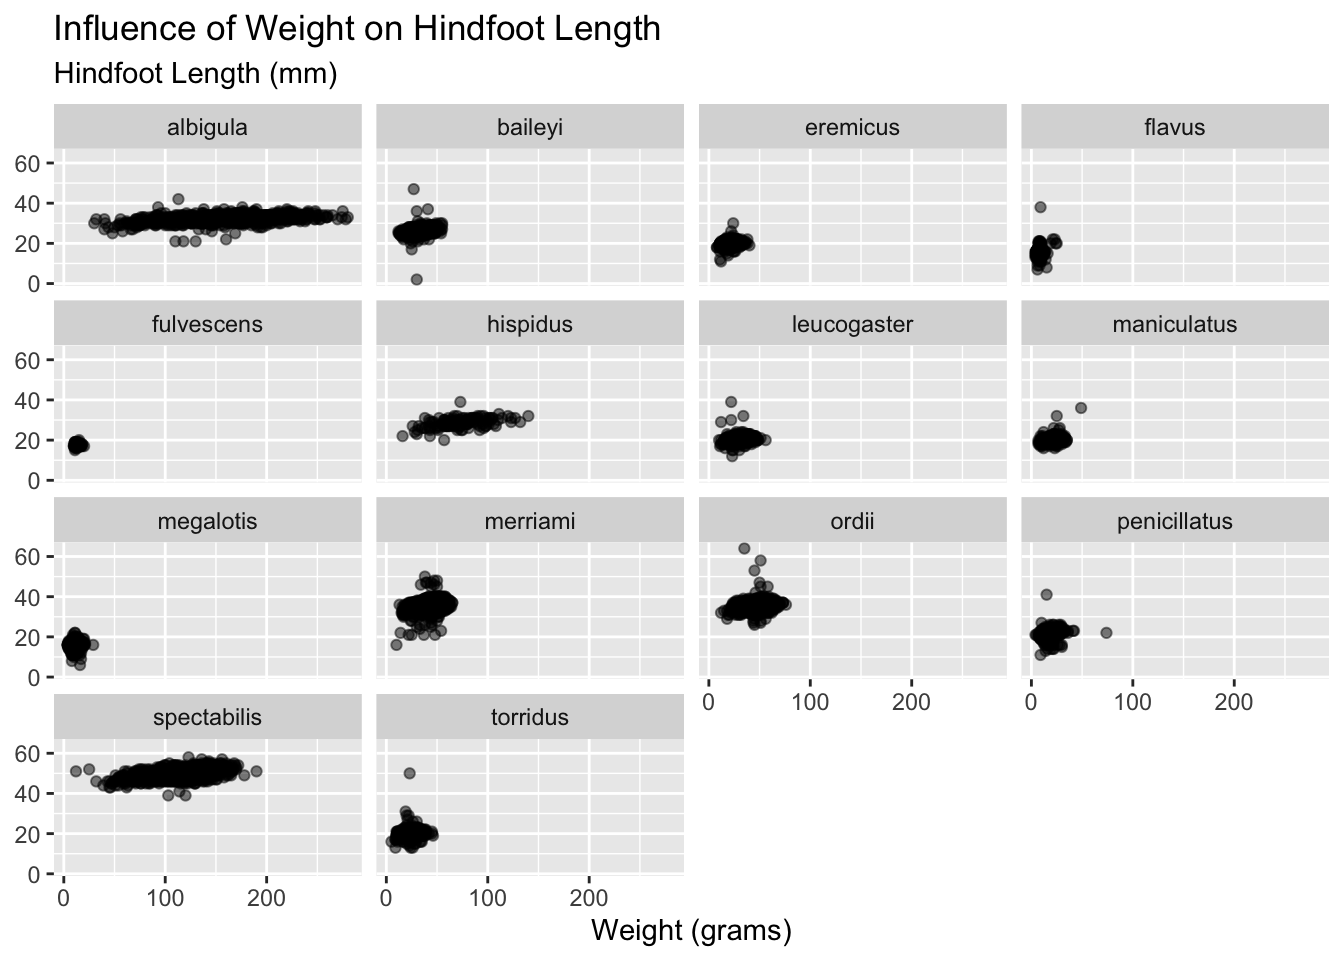 Influence of Weight on Hindfoot Length
Hindfoot Length (mm)
albigula baileyi eremicus flavus
60
40
20
0
fulvescens hispidus leucogaster maniculatus
60
40
20
0
megalotis merriami ordii penicillatus
60
40
20
0
0 100 200 0 100 200
spectabilis torridus
60
40
20
0
0 100 200 0 100 200
Weight (grams)